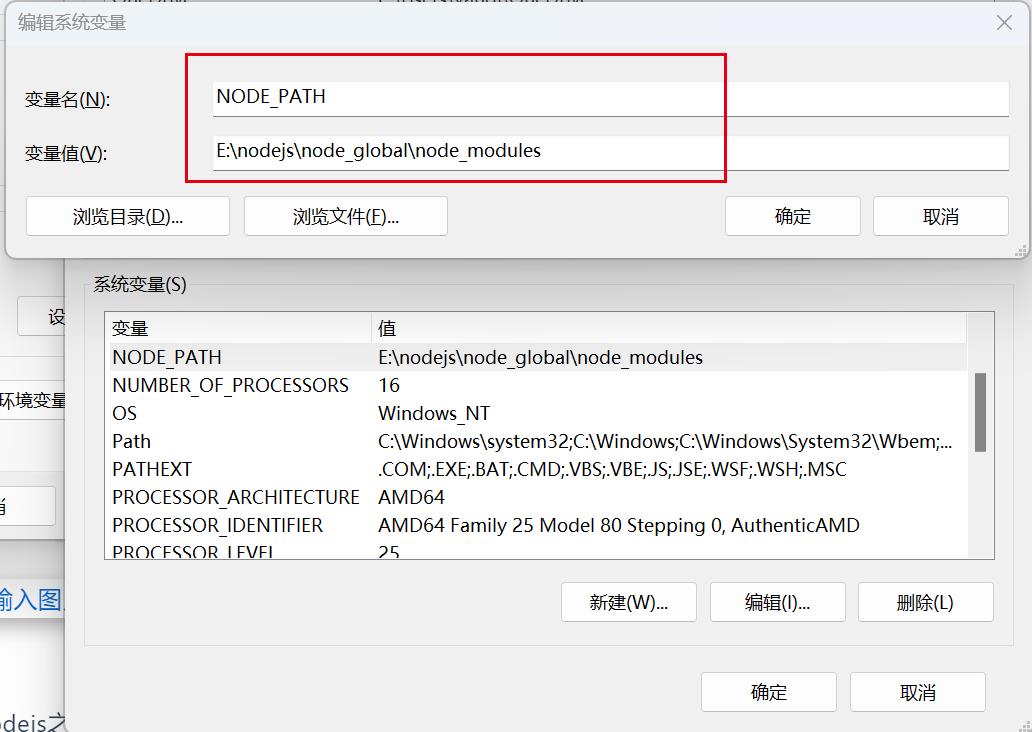 编辑系统变量
变量名(N):
NODE_PATH
变量值(V):
E:\nodejs\node_global\node_modules
浏览目录(D)...
浏览文件(F)...
确定
取消
系统变量(S)
设
变量
值
NODE_PATH
E:\nodejs\node_global\node_modules
NUMBER_OF_PROCESSORS
16
OS
Windows_NT
环境变量
Path
C:\Windows\system32;C:\Windows;C:\Windows\System32\Wbem;...
PATHEXT
.COM;.EXE;.BAT;.CMD;.VBS;.VBE;.JS;.JSE;.WSF;.WSH;.MSC
PROCESSOR_ARCHITECTURE
AMD64
PROCESSOR_IDENTIFIER
AMD64 Family 25 Model 80 Stepping 0, AuthenticAMD
PROCESSOR_LEVEL
25
输入图
新建(W)...
编辑(I)...
删除(L)
确定
取消
odejs之